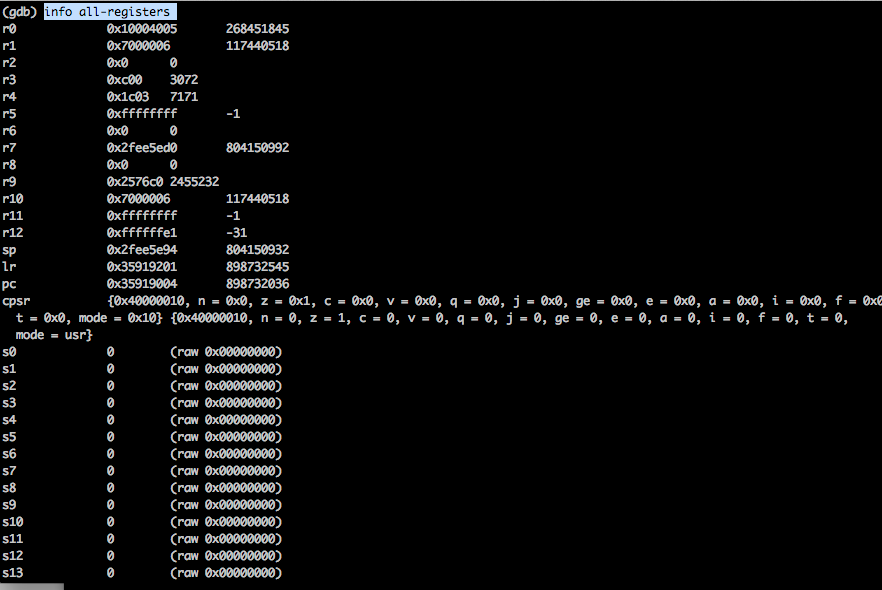 (gdb) info all-registers
r0 0x10004005 268451845
r1 0x7000006 117440518
r2 0x0 0
r3 0xc00 3072
r4 0x1c03 7171
r5 0xffffffff -1
r6 0x0 0
r7 0x2fee5ed0 804150992
r8 0x0 0
r9 0x2576c0 2455232
r10 0x7000006 117440518
r11 0xffffffff -1
r12 0xffffffe1 -31
sp 0x2fee5e94 804150932
lr 0x35919201 898732545
pc 0x35919004 898732036
cpsr {0x40000010, n = 0x0, z = 0x1, c = 0x0, v = 0x0, q = 0x0, j = 0x0, ge = 0x0, e = 0x0, a = 0x0, i = 0x0, f = 0x0
t = 0x0, mode = 0x10} {0x40000010, n = 0, z = 1, c = 0, v = 0, q = 0, j = 0, ge = 0, e = 0, a = 0, i = 0, f = 0, t = 0,
mode = usr}
s0 0 (raw 0x00000000)
s1 0 (raw 0x00000000)
s2 0 (raw 0x00000000)
s3 0 (raw 0x00000000)
s4 0 (raw 0x00000000)
s5 0 (raw 0x00000000)
s6 0 (raw 0x00000000)
s7 0 (raw 0x00000000)
s8 0 (raw 0x00000000)
s9 0 (raw 0x00000000)
s10 0 (raw 0x00000000)
s11 0 (raw 0x00000000)
s12 0 (raw 0x00000000)
s13 0 (raw 0x00000000)